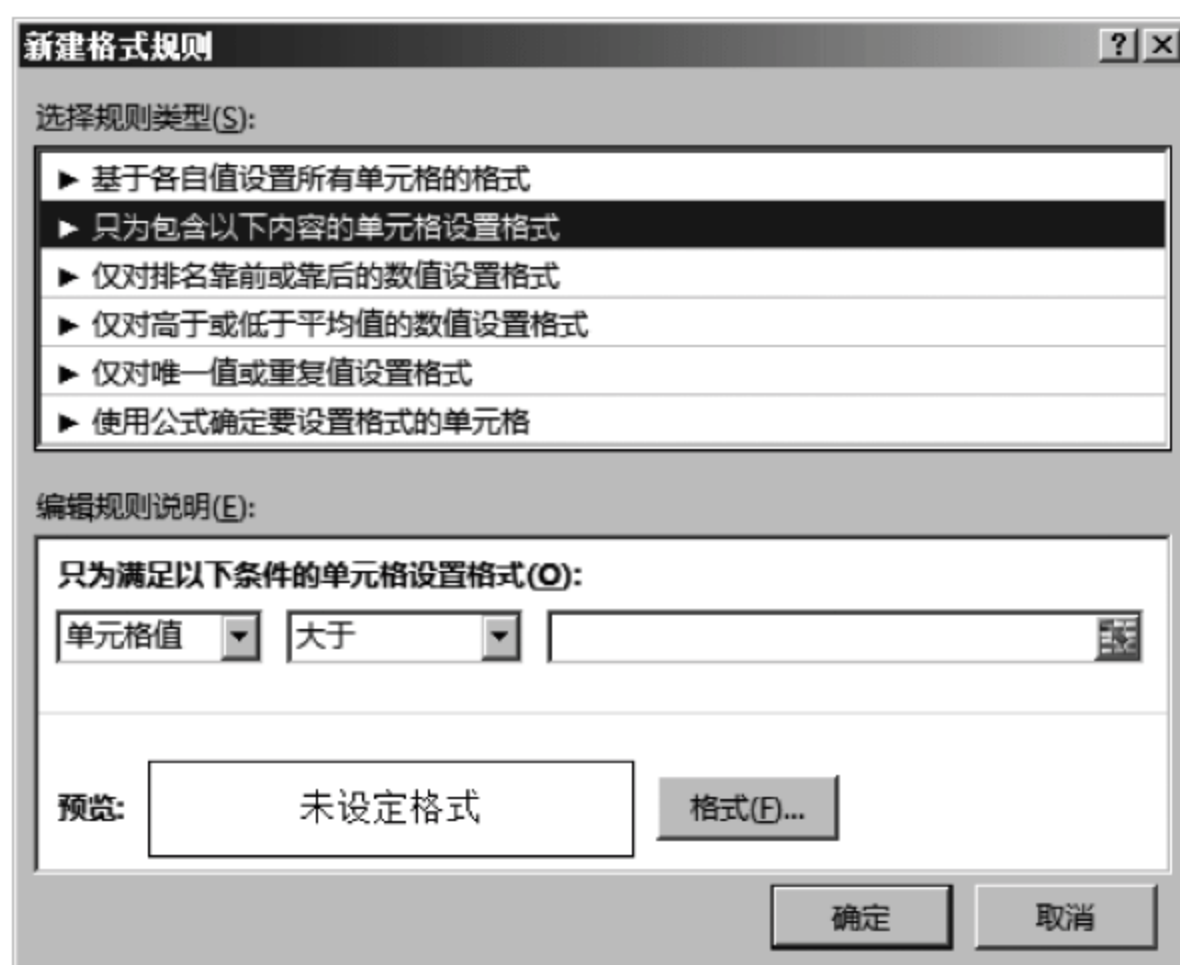 新建格式规则
选择规则类型(S):
► 基于各自值设置所有单元格的格式
► 只为包含以下内容的单元格设置格式
► 仅对排名靠前或靠后的数值设置格式
► 仅对高于或低于平均值的数值设置格式
► 仅对唯一值或重复值设置格式
► 使用公式确定要设置格式的单元格
编辑规则说明(E):
只为满足以下条件的单元格设置格式(O):
单元格值 大于
预览: 未设定格式 格式(F)...
确定 取消